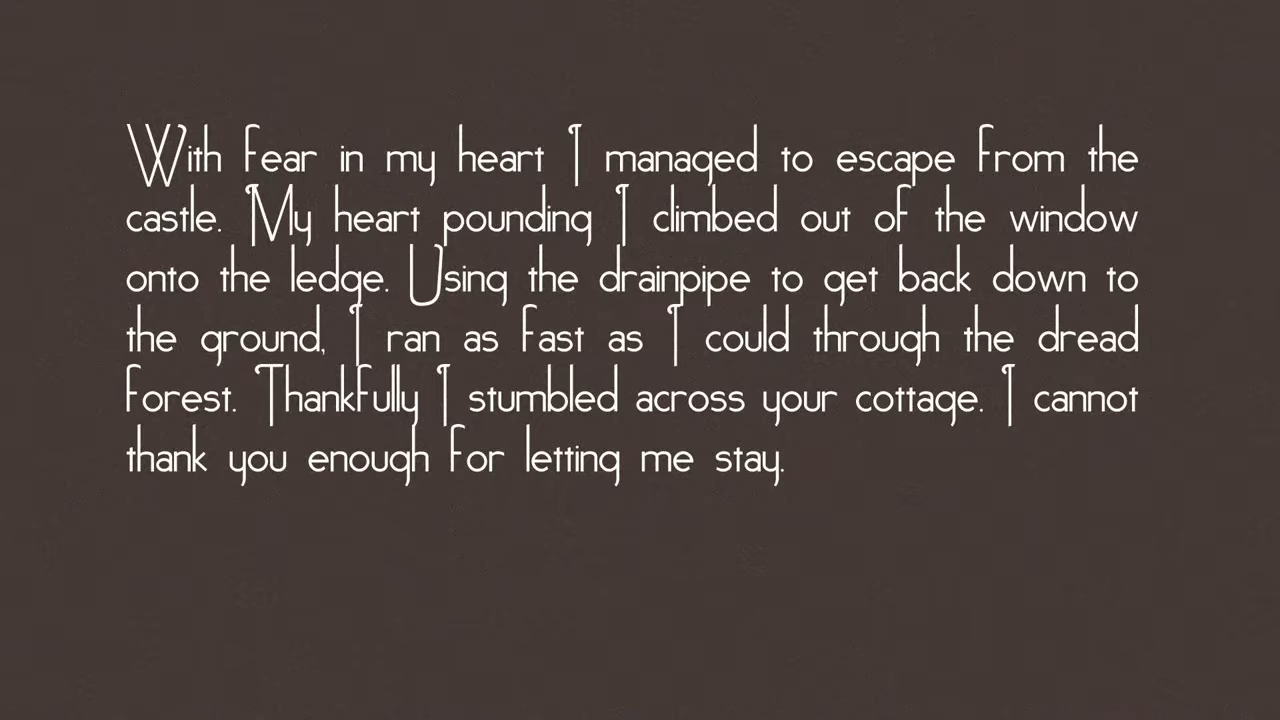 With fear in my heart I managed to escape from the
castle. My heart pounding I climbed out of the window
onto the ledge. Using the drainpipe to get back down to
the ground, I ran as fast as I could through the dread
forest. Thankfully I stumbled across your cottage. I cannot
thank you enough for letting me stay.